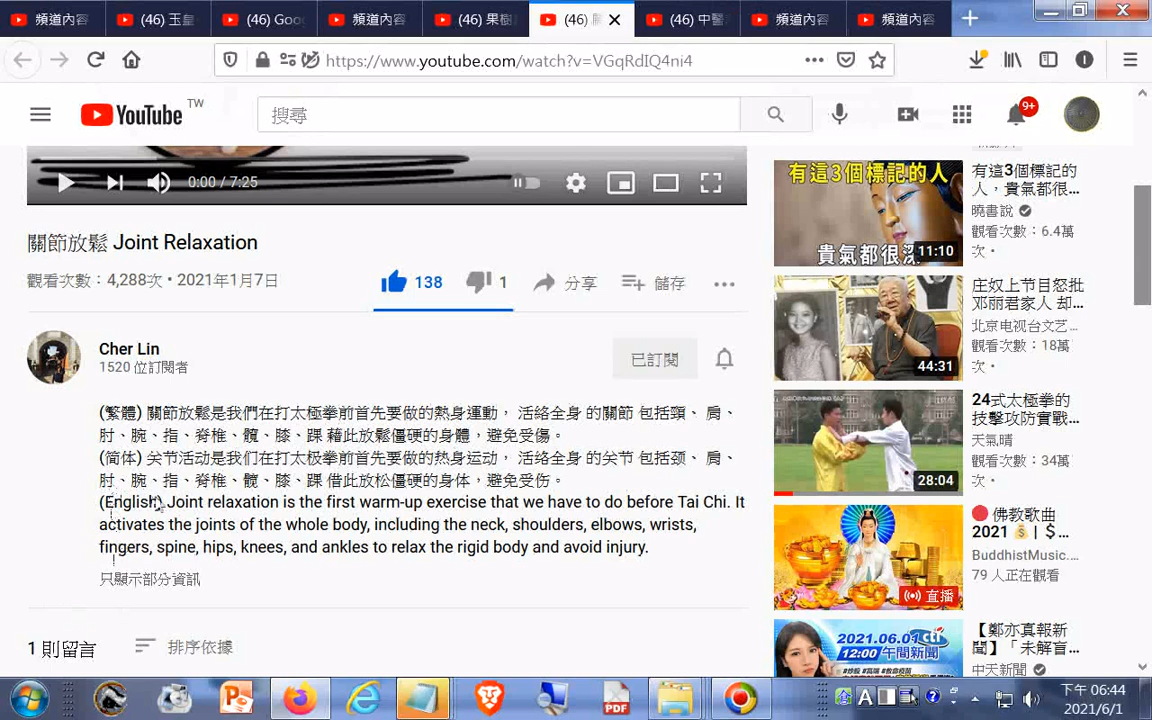 頻道內容
(46) 玉皇
(46) Goo
頻道內容
(46) 果樹
(46) 關
(46) 中醫
頻道內容
頻道內容
https://www.youtube.com/watch?v=VGqRdIQ4ni4
YouTube TW
搜尋
9+
0:00 / 7:25
關節放鬆 Joint Relaxation
觀看次數：4,288次 • 2021年1月7日
138
1
分享
儲存
Cher Lin
1520 位訂閱者
已訂閱
(繁體) 關節放鬆是我們在打太極拳前首先要做的熱身運動， 活絡全身 的關節 包括頸、 肩、
肘、腕、指、脊椎、髖、膝、踝 藉此放鬆僵硬的身體，避免受傷。
(简体) 关节活动是我们在打太极拳前首先要做的热身运动， 活络全身 的关节 包括颈、 肩、
肘、腕、指、脊椎、髋、膝、踝 借此放松僵硬的身体，避免受伤。
(English) Joint relaxation is the first warm-up exercise that we have to do before Tai Chi. It
activates the joints of the whole body, including the neck, shoulders, elbows, wrists,
fingers, spine, hips, knees, and ankles to relax the rigid body and avoid injury.
只顯示部分資訊
1 則留言
排序依據
有這3個標記的人
貴氣都很深
11:10
有這3個標記的
人，貴氣都很...
曉書說
觀看次數：6.4萬
次 •
44:31
庄奴上节目怒批
邓丽君家人 却...
北京电视台文艺...
觀看次數：18萬
次 •
28:04
24式太極拳的
技擊攻防實戰...
天氣晴
觀看次數：34萬
次 •
直播
佛教歌曲
2021 | $...
BuddhistMusic....
79 人正在觀看
2021.06.01 cti
12:00 午間新聞
【鄭亦真報新
聞】「未解盲...
中天新聞
PDF
A
下午 06:44
2021/6/1